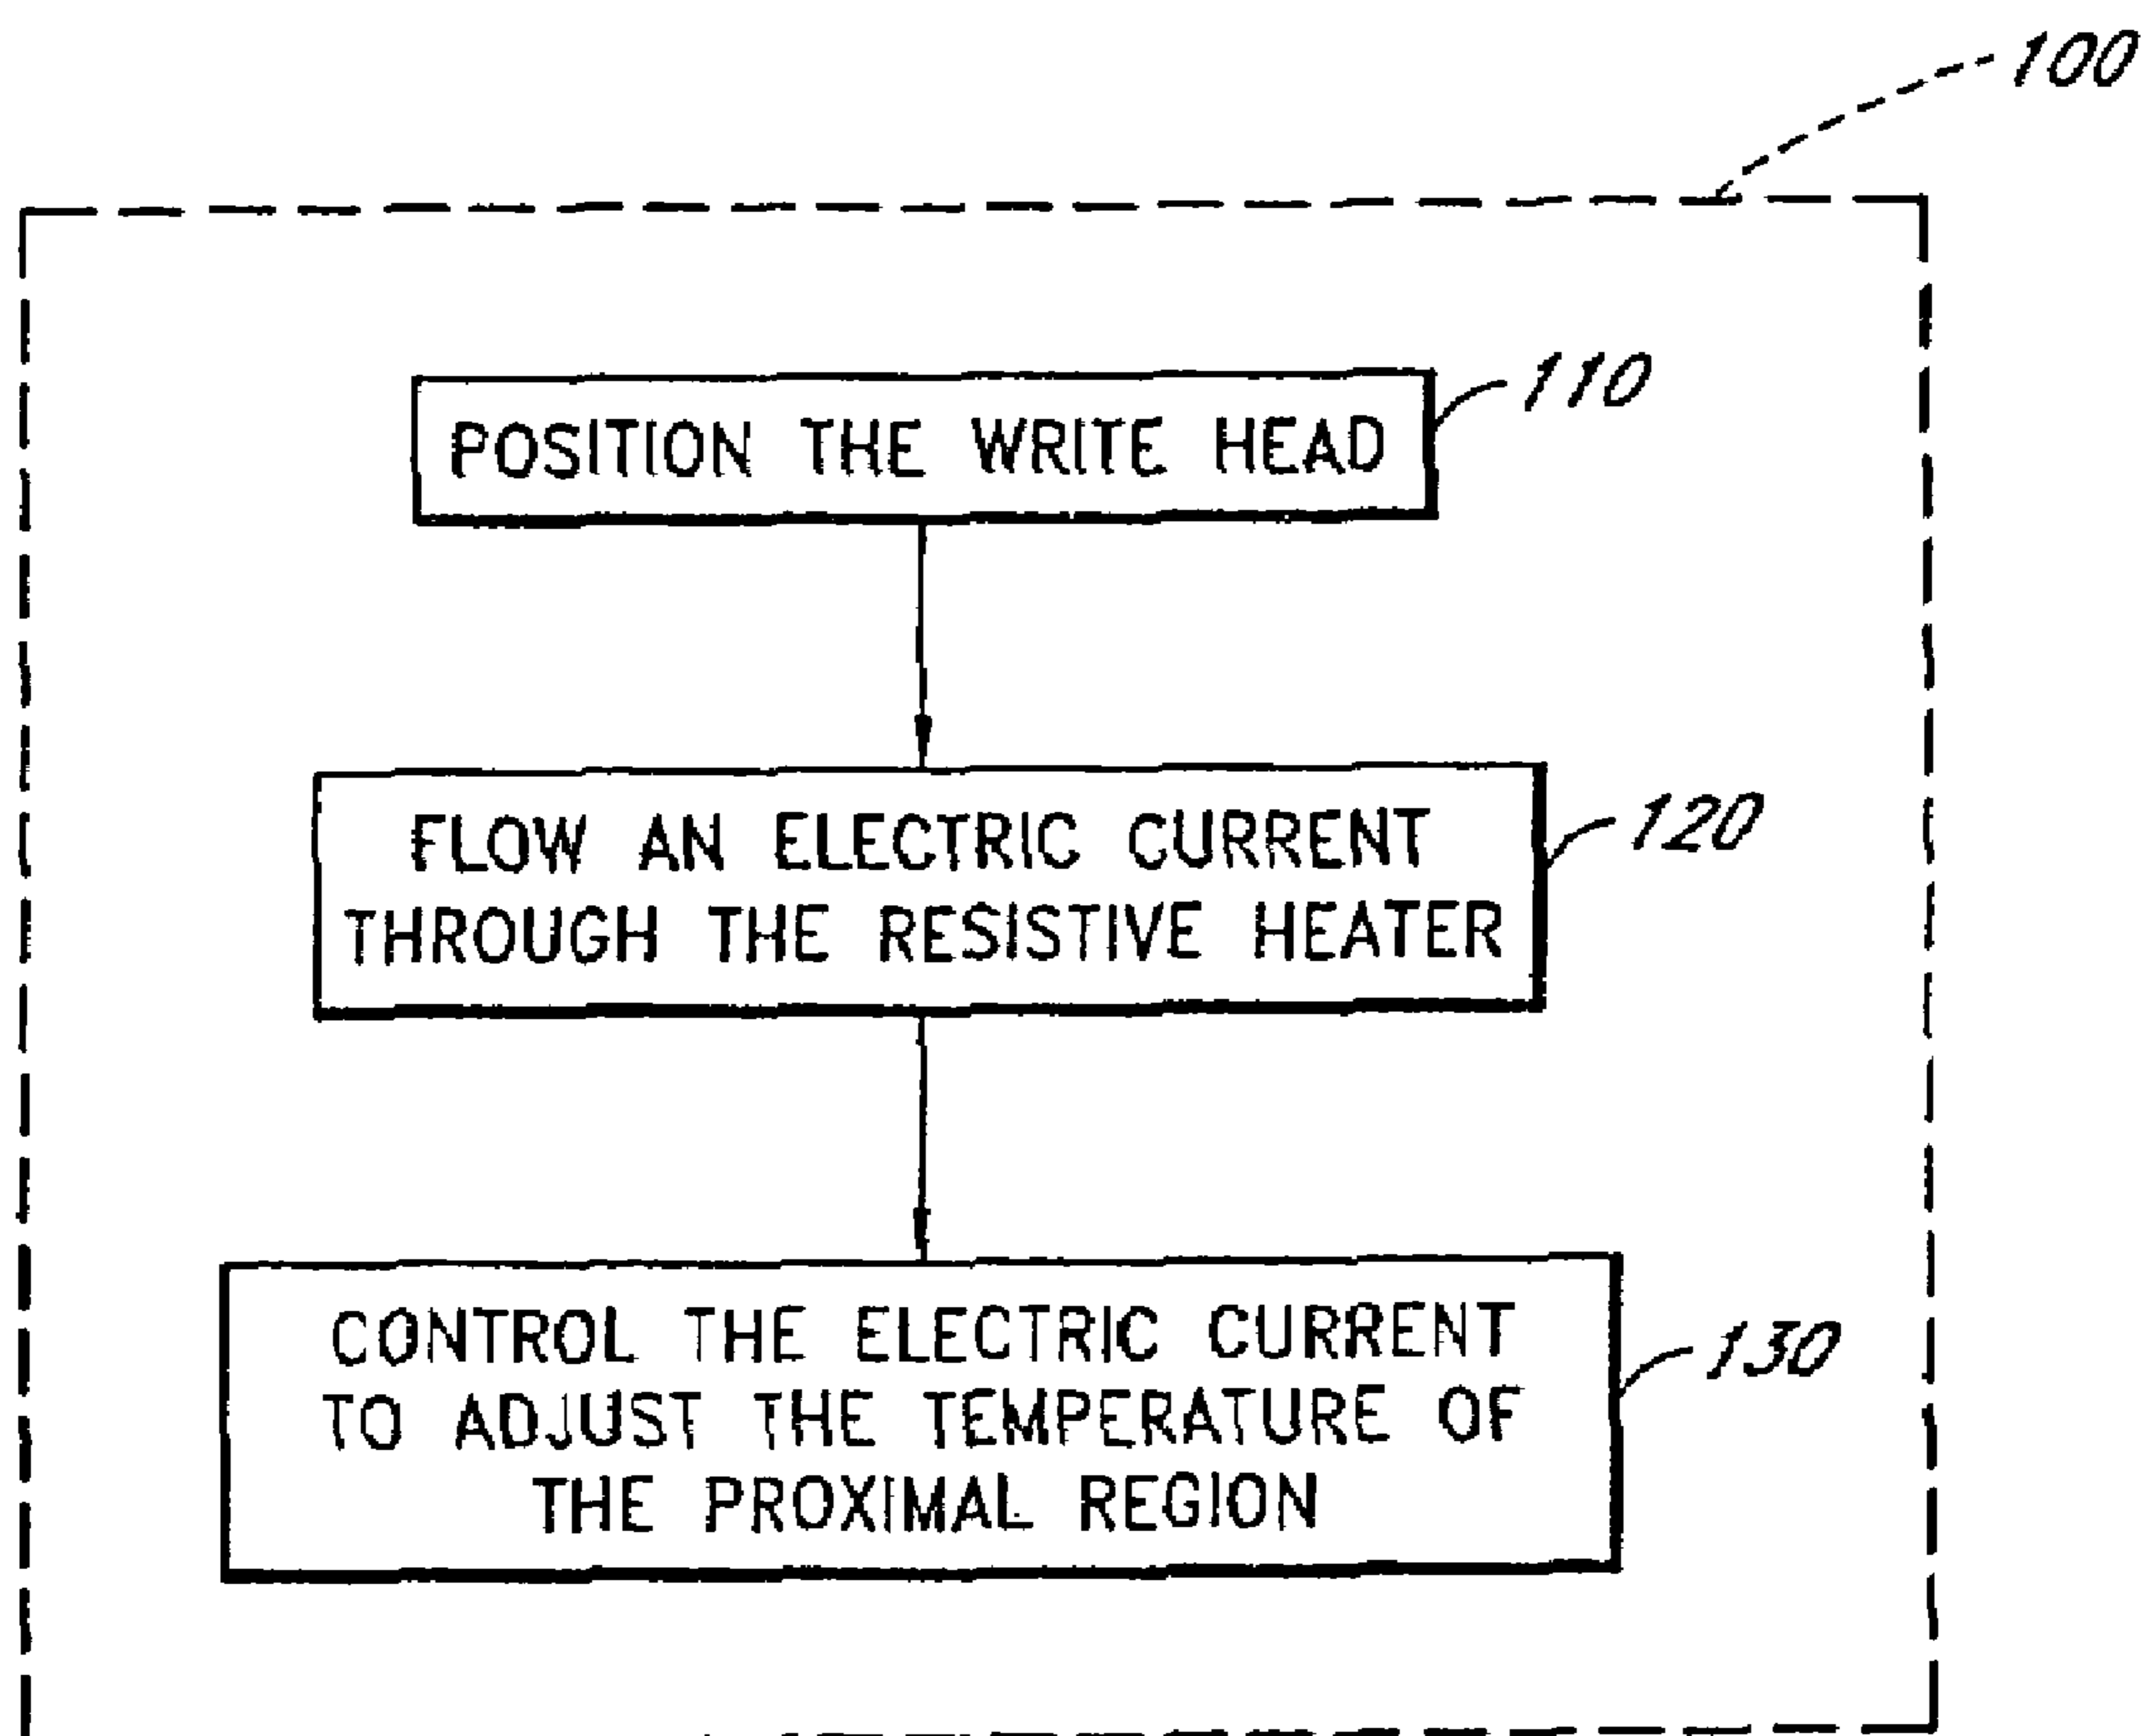 100
POSITION THE WRITE HEAD
110
FLOW AN ELECTRIC CURRENT
THROUGH THE RESISTIVE HEATER
120
CONTROL THE ELECTRIC CURRENT
TO ADJUST THE TEMPERATURE OF
THE PROXIMAL REGION
130